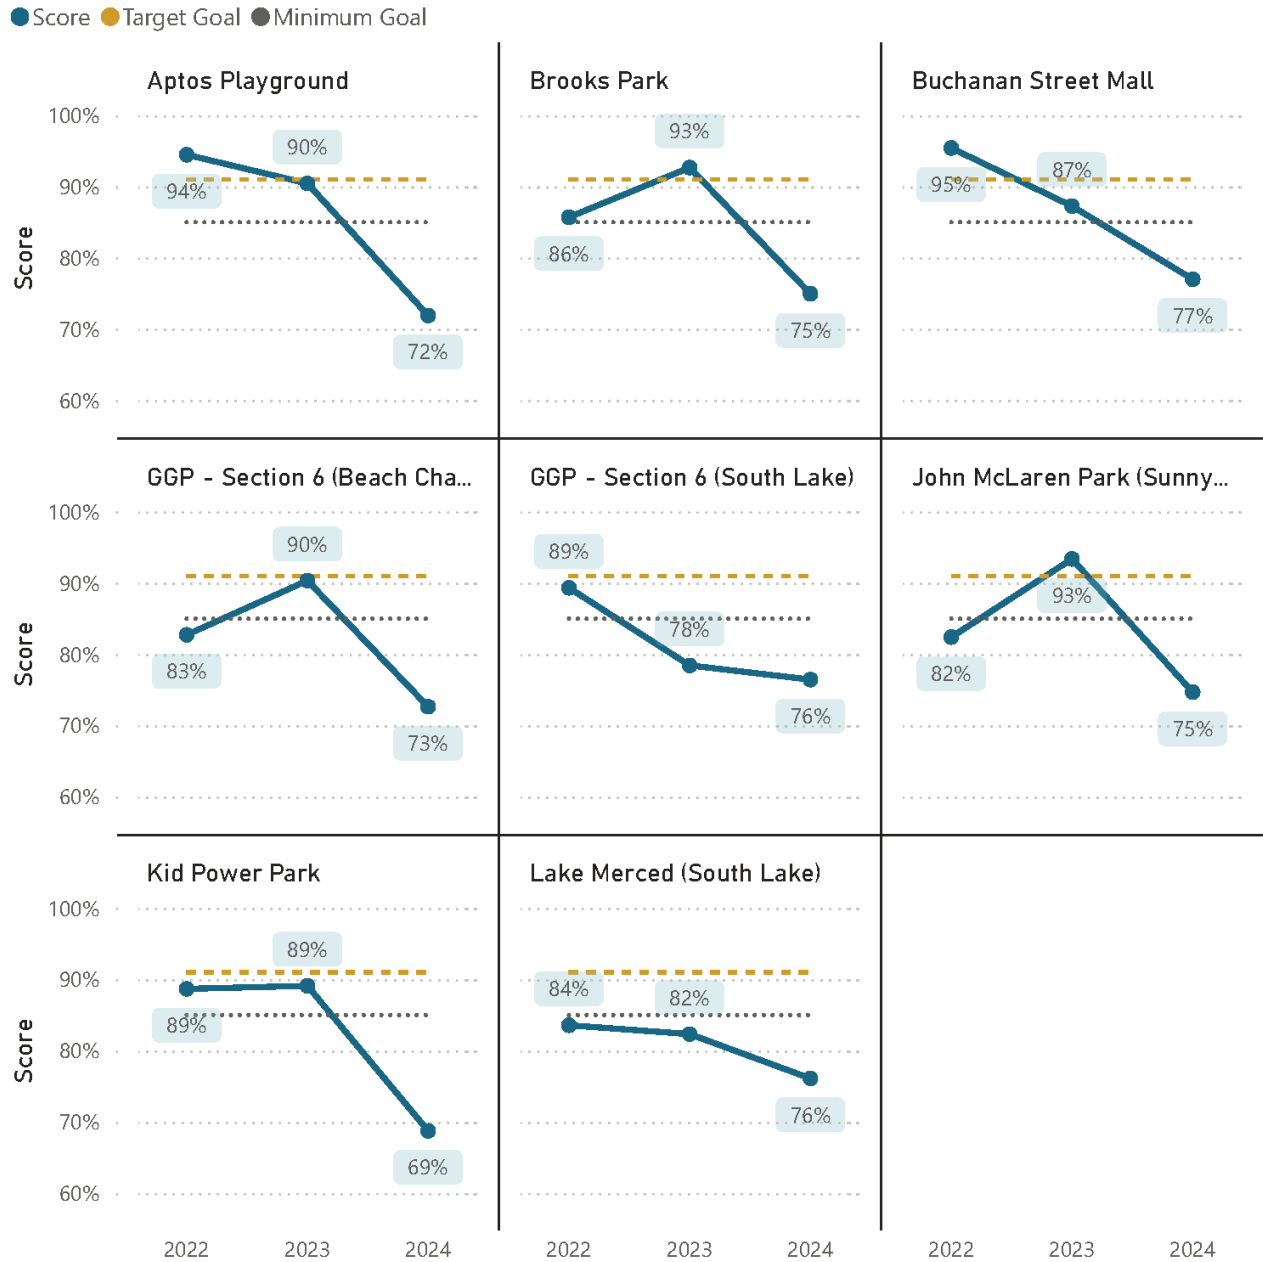 Score Target Goal Minimum Goal
Aptos Playground
Brooks Park
Buchanan Street Mall
Score
100%
90%
80%
70%
60%
94%
90%
72%
86%
93%
75%
95%
87%
77%
GGP - Section 6 (Beach Cha...
GGP - Section 6 (South Lake)
John McLaren Park (Sunny...
Score
100%
90%
80%
70%
60%
83%
90%
73%
89%
78%
76%
82%
93%
75%
Kid Power Park
Lake Merced (South Lake)
Score
100%
90%
80%
70%
60%
89%
89%
69%
84%
82%
76%
2022 2023 2024
2022 2023 2024
2022 2023 2024